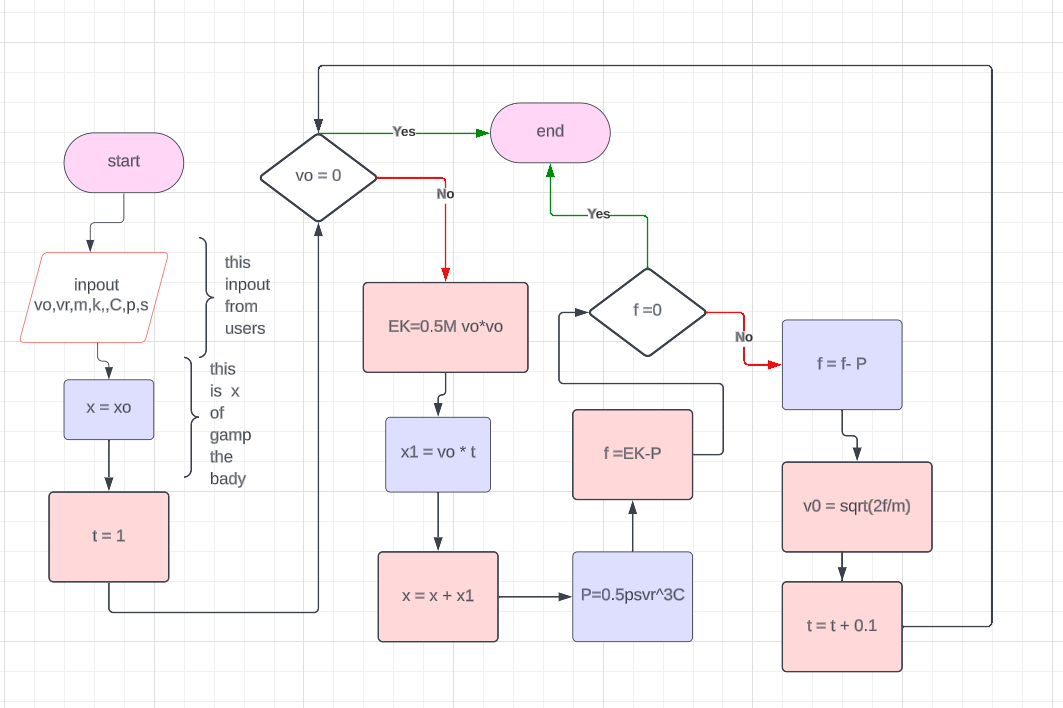 start
inpout
vo,vr,m,k,,C,p,s
this
inpout
from
users
x = xo
this
is x
of
gamp
the
bady
t = 1
vo = 0
Yes
end
No
EK=0.5M vo*vo
x1 = vo * t
x = x + x1
P=0.5psvr^3C
f =EK-P
f =0
Yes
No
f = f- P
v0 = sqrt(2f/m)
t = t + 0.1